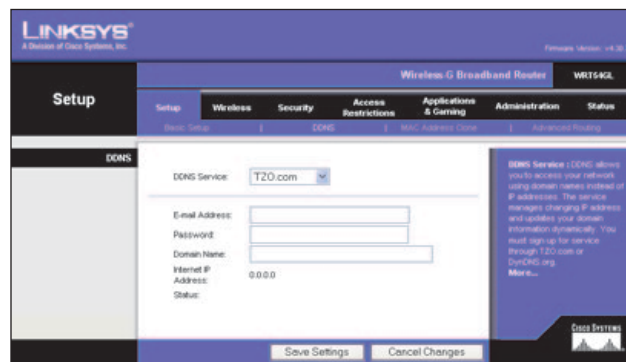 LINKSYS®
A Division of Cisco Systems, Inc.
Firmware Version: v4.30
Wireless-G Broadband Router WRT54GL
Setup
Setup Wireless Security Access Restrictions Applications & Gaming Administration Status
Basic Setup | DDNS | MAC Address Clone | Advanced Routing
DDNS
DDNS Service: TZO.com
E-mail Address:
Password:
Domain Name:
Internet IP Address: 0.0.0.0
Status:
DDNS Service : DDNS allows
you to access your network
using domain names instead of
IP addresses. The service
manages changing IP address
and updates your domain
information dynamically. You
must sign up for service
through TZO.com or
DynDNS.org.
More...
Save Settings Cancel Changes
CISCO SYSTEMS